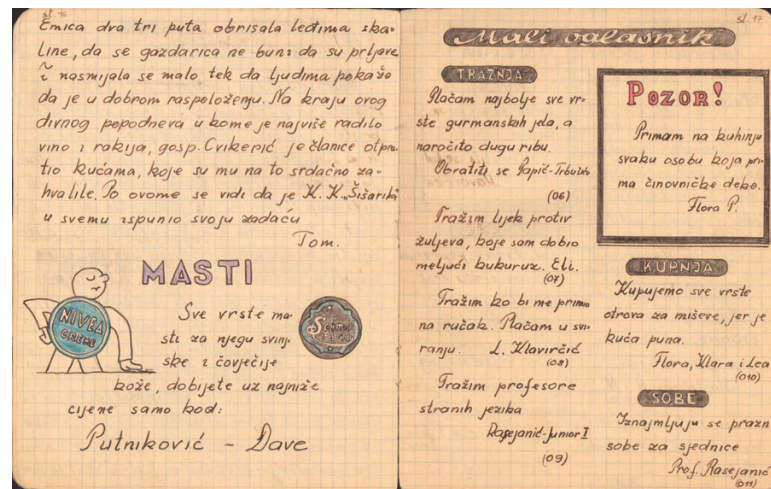 st. 16
Emica dva tri puta obrisala leđima ska-
line, da se gazdarica ne buni da su prljave
i nasmijala se malo tek da ljudima pokaže
da je u dobrom raspoloženju. Na kraju ovog
divnog popodneva u kome je najviše radilo
vino i rakija, gosp. Cvikerić je članice otpra-
tio kućama, koje su mu na to srdačno za-
hvalile. Po ovome se vidi da je K. K. „Šišarika"
u svemu ispunio svoju zadaću
Tom.
MASTI
NIVEA
CREME
Sve vrste ma-
sti za njegu svinj-
ske i čovječije
kože, dobijete uz najniže
cijene samo kod:
Putniković - Dave
st. 17
Mali oglasnik
TRAŽNJA
Plaćam najbolje sve vr-
ste gurmanskih jela, a
naročito dugu ribu.
Obratiti se Papić-
(06)
Tražim lijek protiv
žuljeva, koje sam dobio
meljući kukuruz. Eli.
(07)
Tražim ko bi me primio
na ručak. Plaćam u svi-
ranju. L. Klavirčić
(08)
Tražim profesore
stranih jezika
Rasejanić-junior I
(09)
POZOR!
Primam na kuhinju
svaku osobu koja pri-
ma činovničke deke.
Flora P.
KUPNJA
Kupujemo sve vrste
otrova za miševe, jer je
kuća puna.
Flora, Klara i Lea
(010)
SOBE
Iznajmljuju se prazn
sobe za sjednice
Prof. Rasejanić
(011)